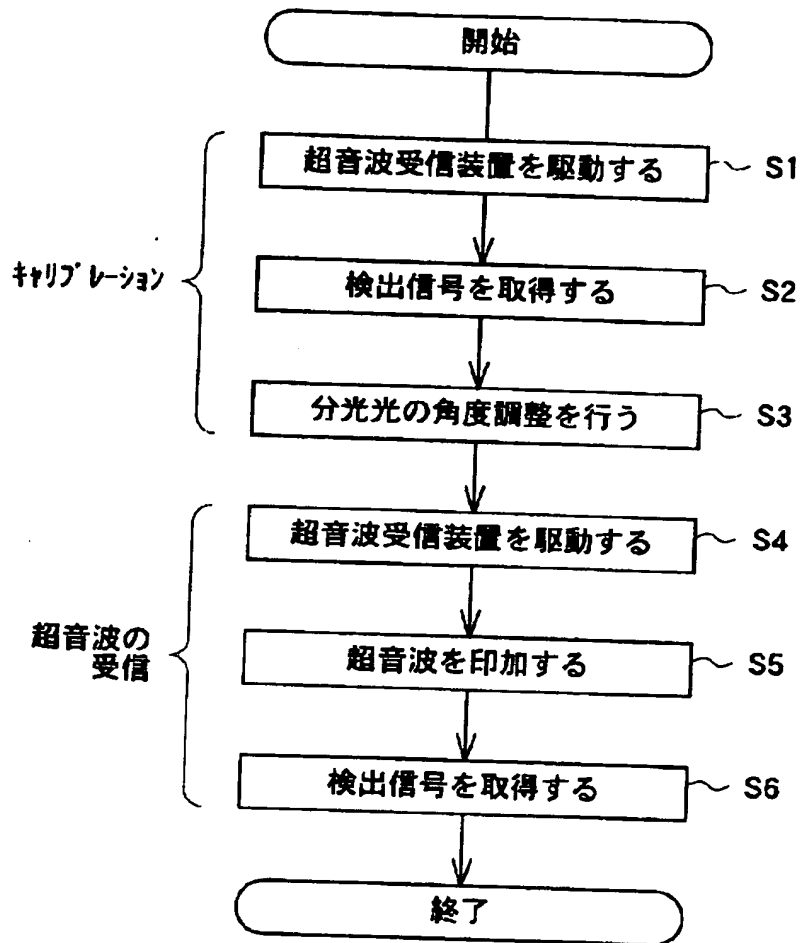 開始
超音波受信装置を駆動する
S1
キャリブレーション
検出信号を取得する
S2
分光光の角度調整を行う
S3
超音波受信装置を駆動する
S4
超音波の
受信
超音波を印加する
S5
検出信号を取得する
S6
終了